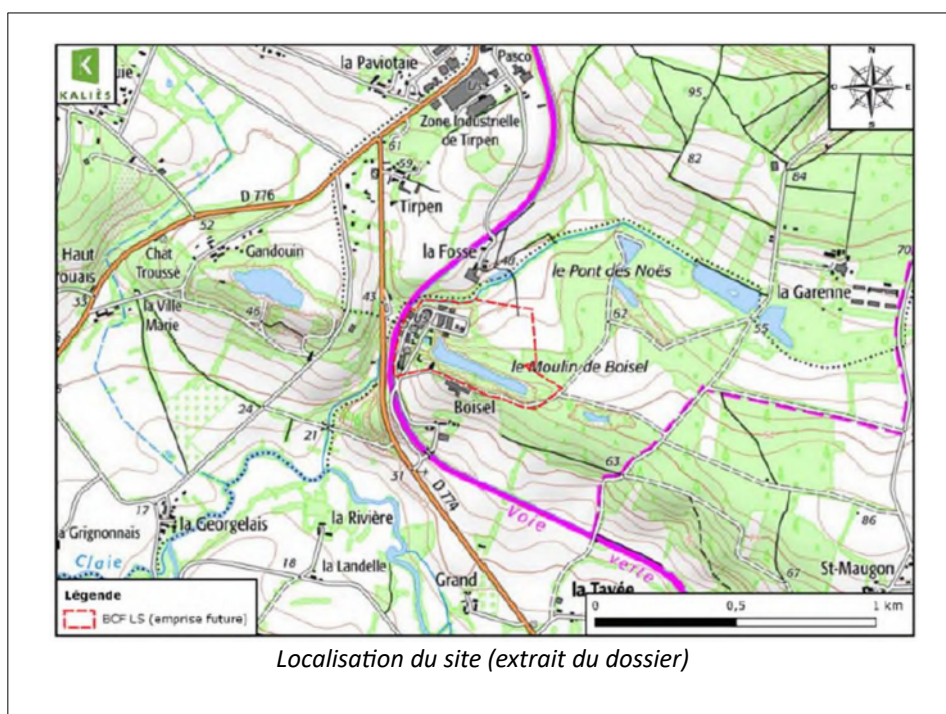 KALIÈS
la Paviotaie
Pasco
Zone Industrielle
de Tirpen
N
E
S
95
82
84
61
59
Tirpen
D 776
52
Haut
Chat
Trousse
Gandouin
la Fosse
48
le Pont des Noës
70
la Garenne
33
la Ville
Marie
46
43
62
55
le Moulin de Boisel
Boisel
24
21
31
D 774
63
17
la Georgelais
la Rivière
Voie
verte
86
a Grignonnais
Claie
18
la Landelle
Grand
la Tavée
67
St-Maugon
Légende
BCF LS (emprise future)
0 0,5 1 km
Localisation du site (extrait du dossier)